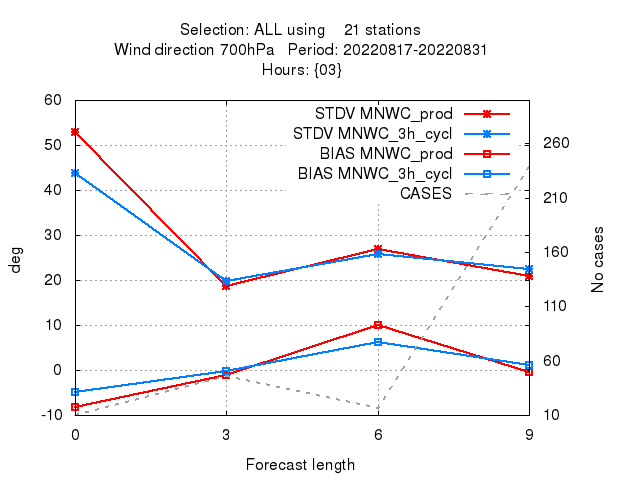 Selection: ALL using    21 stations
Wind direction 700hPa   Period: 20220817-20220831
Hours: {03}
60
50
40
30
20
10
0
-10
deg
STDV MNWC_prod
STDV MNWC_3h_cycl
BIAS MNWC_prod
BIAS MNWC_3h_cycl
CASES
260
210
160
110
60
10
No cases
0
3
6
9
Forecast length